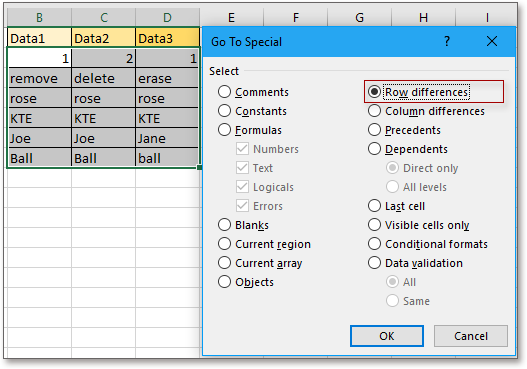 B C D E F G H I
Data1 Data2 Data3
1 2 1
remove delete erase
rose rose rose
KTE KTE KTE
Joe Joe Jane
Ball Ball ball
Go To Special ? ×
Select
Comments
Constants
Formulas
Numbers
Text
Logicals
Errors
Blanks
Current region
Current array
Objects
Row differences
Column differences
Precedents
Dependents
Direct only
All levels
Last cell
Visible cells only
Conditional formats
Data validation
All
Same
OK Cancel